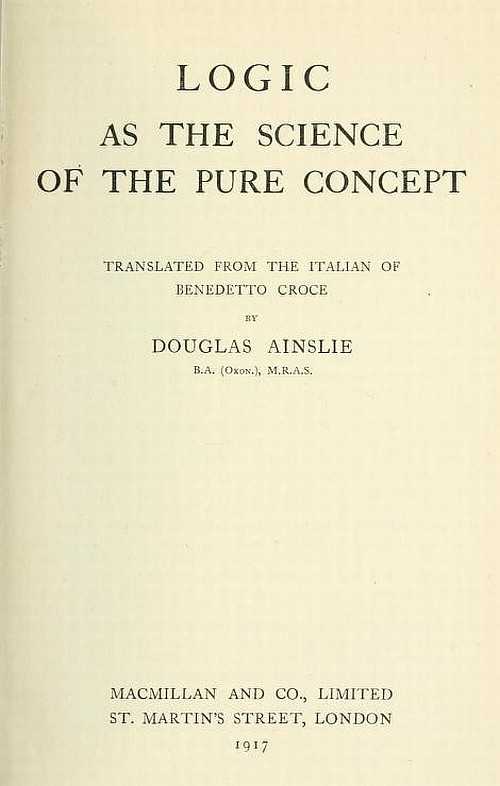 LOGIC
AS THE SCIENCE
OF THE PURE CONCEPT
TRANSLATED FROM THE ITALIAN OF
BENEDETTO CROCE
BY
DOUGLAS AINSLIE
B.A. (Oxon.), M.R.A.S.
MACMILLAN AND CO., LIMITED
ST. MARTIN'S STREET, LONDON
1917